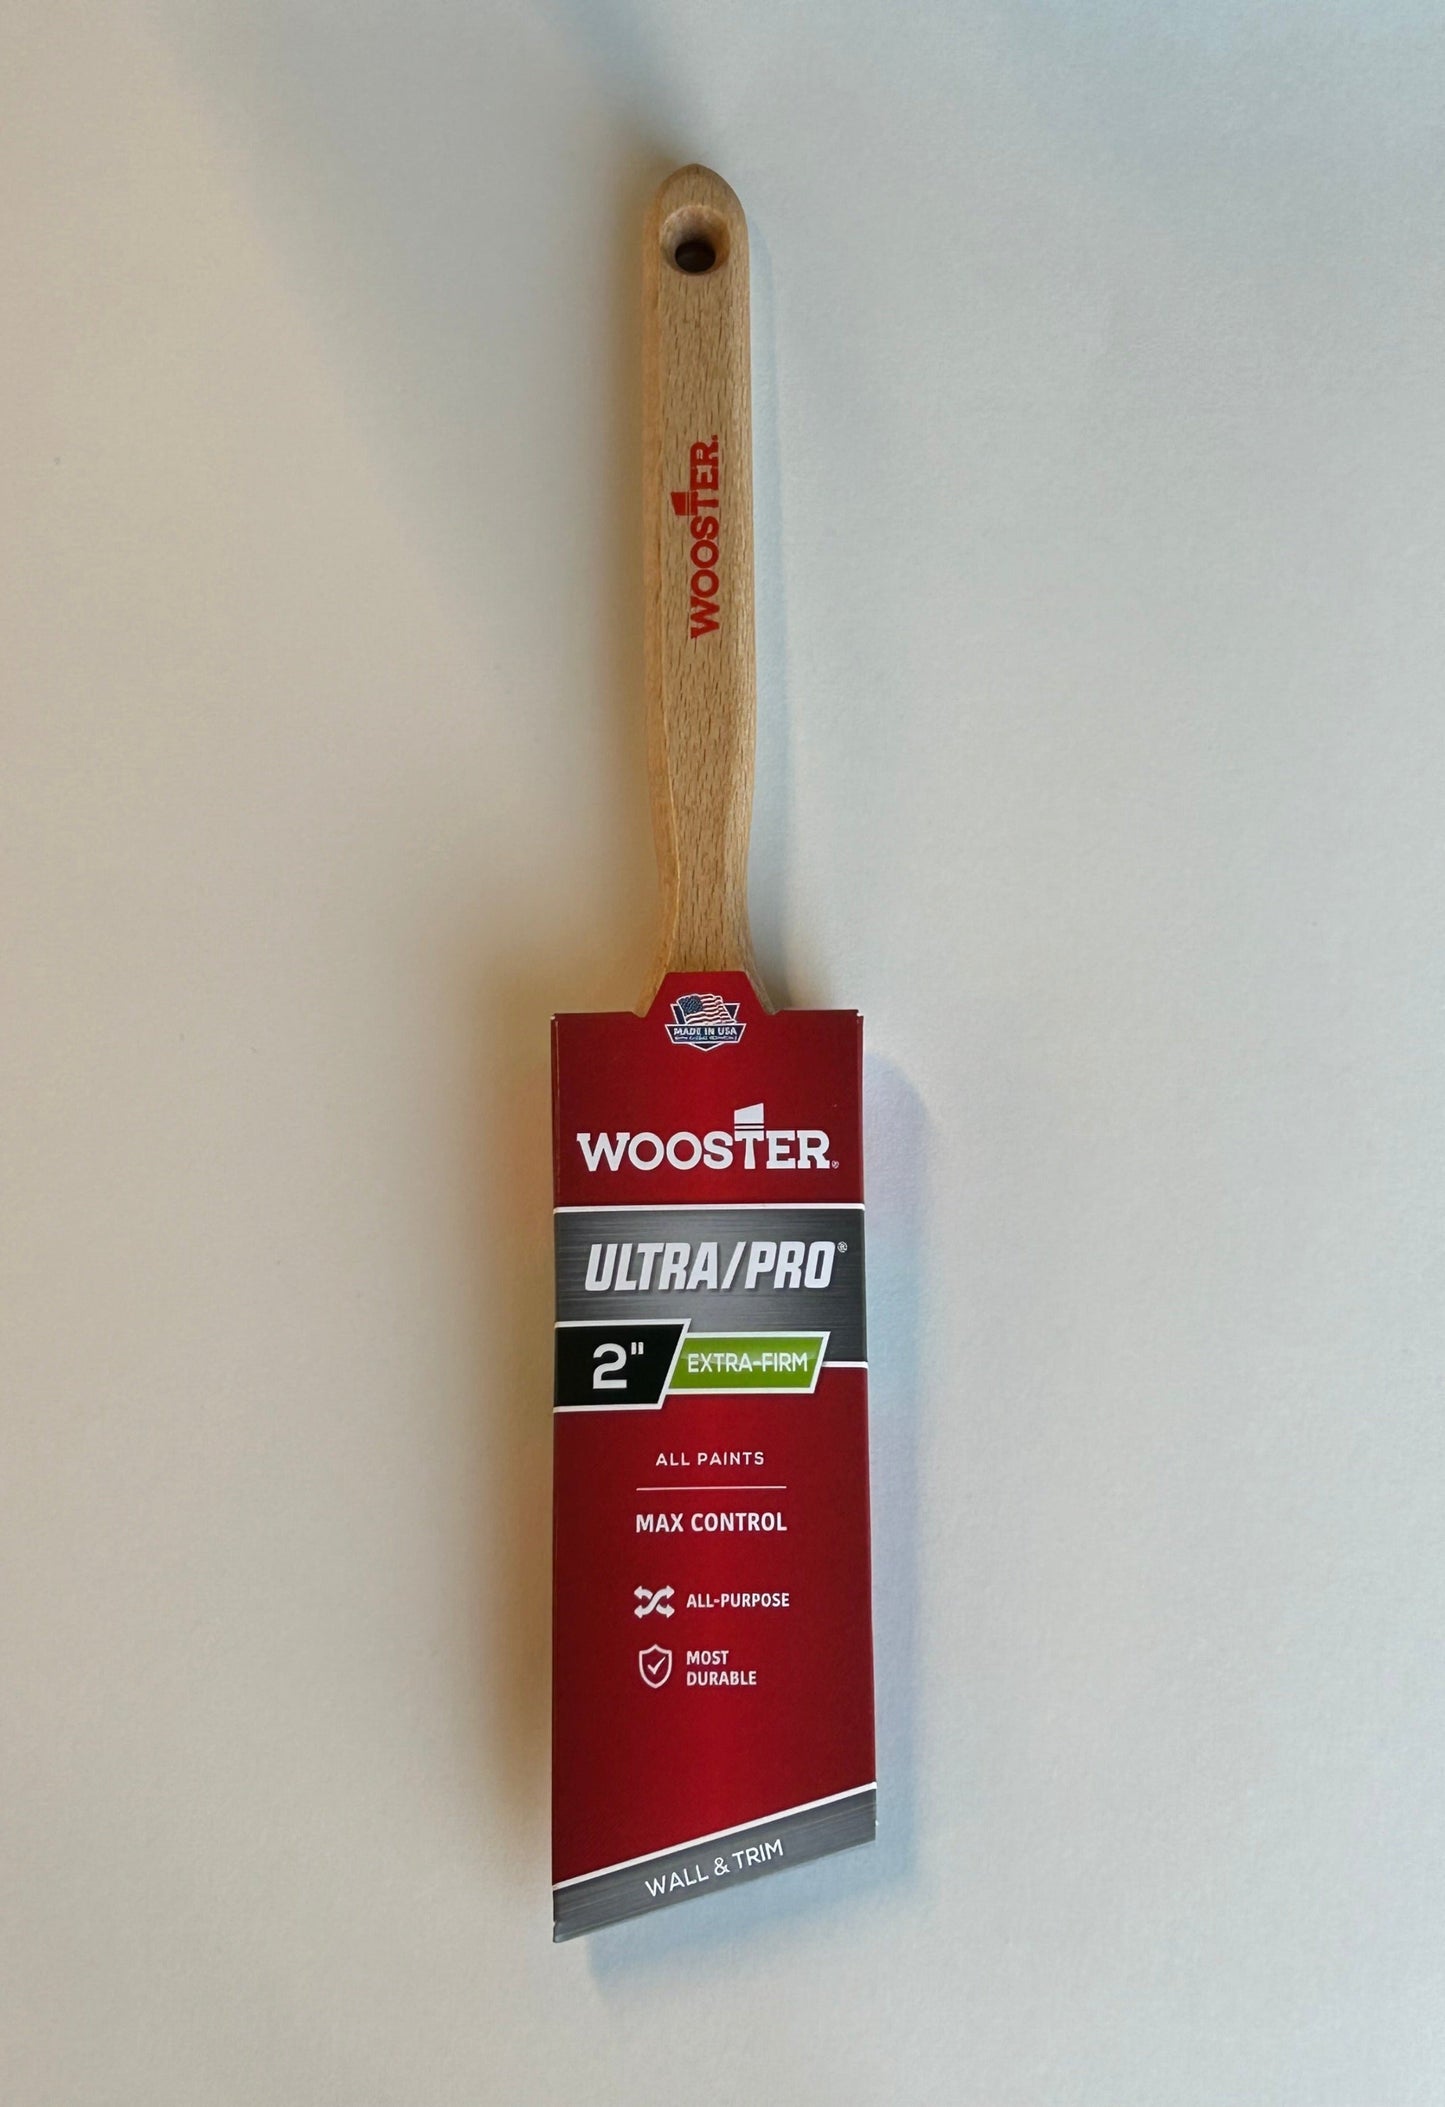 WOOSTER.
MADE IN USA
WOOSTER®
ULTRA/PRO®
2"
EXTRA-FIRM
ALL PAINTS
MAX CONTROL
ALL-PURPOSE
MOST
DURABLE
WALL & TRIM